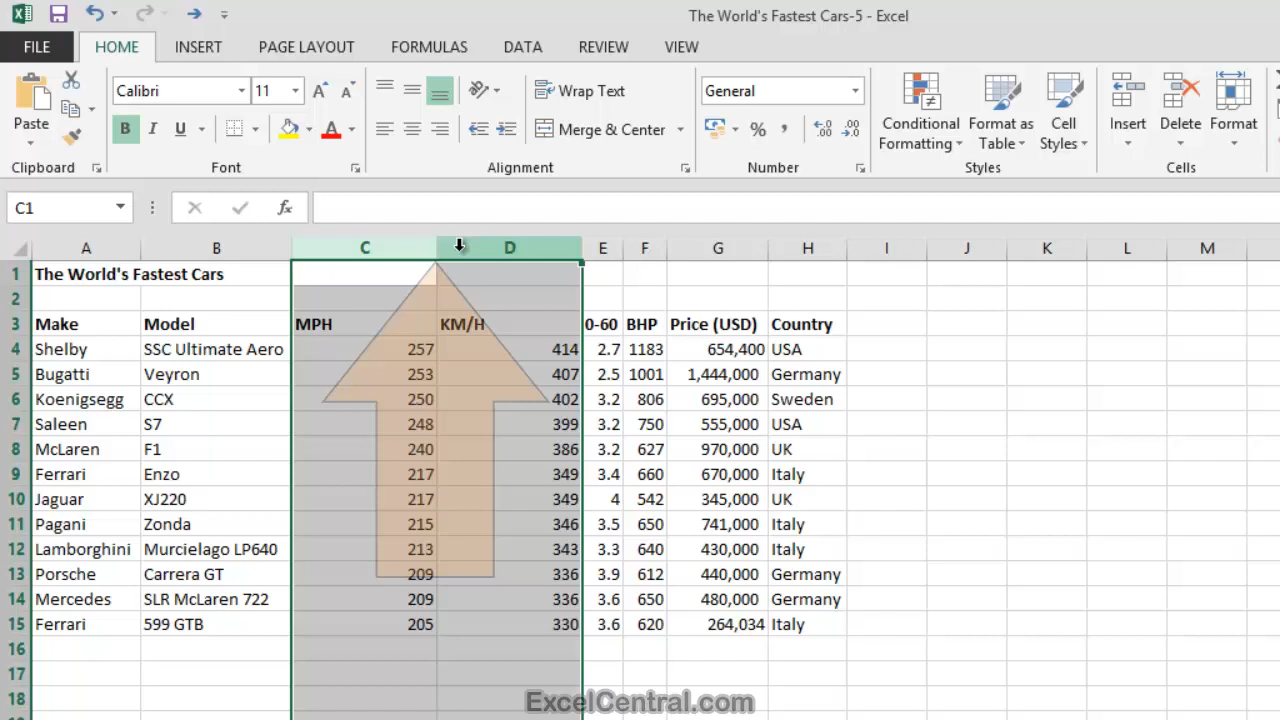 The World's Fastest Cars-5 - Excel
FILE HOME INSERT PAGE LAYOUT FORMULAS DATA REVIEW VIEW
Calibri 11 Wrap Text General
Paste B I U A Merge & Center % , Conditional Formatting Format as Table Cell Styles Insert Delete Format
Clipboard Font Alignment Number Styles Cells
C1 fx
A B C D E F G H I J K L M
1 The World's Fastest Cars
2
3 Make Model MPH KM/H 0-60 BHP Price (USD) Country
4 Shelby SSC Ultimate Aero 257 414 2.7 1183 654,400 USA
5 Bugatti Veyron 253 407 2.5 1001 1,444,000 Germany
6 Koenigsegg CCX 250 402 3.2 806 695,000 Sweden
7 Saleen S7 248 399 3.2 750 555,000 USA
8 McLaren F1 240 386 3.2 627 970,000 UK
9 Ferrari Enzo 217 349 3.4 660 670,000 Italy
10 Jaguar XJ220 217 349 4 542 345,000 UK
11 Pagani Zonda 215 346 3.5 650 741,000 Italy
12 Lamborghini Murcielago LP640 213 343 3.3 640 430,000 Italy
13 Porsche Carrera GT 209 336 3.9 612 440,000 Germany
14 Mercedes SLR McLaren 722 209 336 3.6 650 480,000 Germany
15 Ferrari 599 GTB 205 330 3.6 620 264,034 Italy
16
17
18
ExcelCentral.com